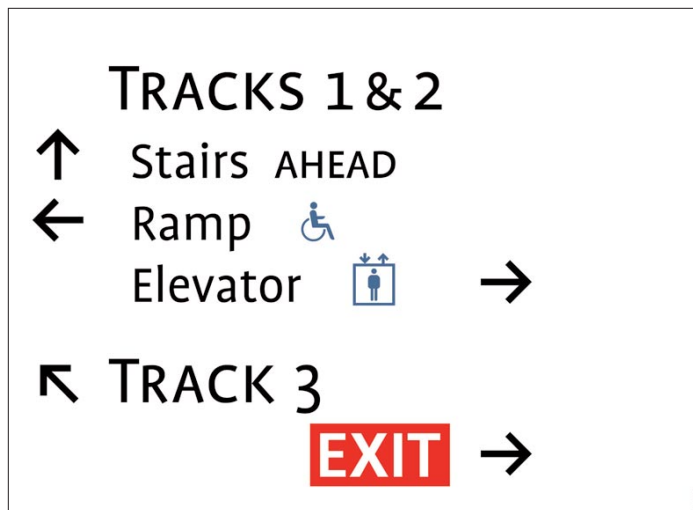 TRACKS 1 & 2
↑ Stairs AHEAD
← Ramp
Elevator →
↖ TRACK 3
EXIT →